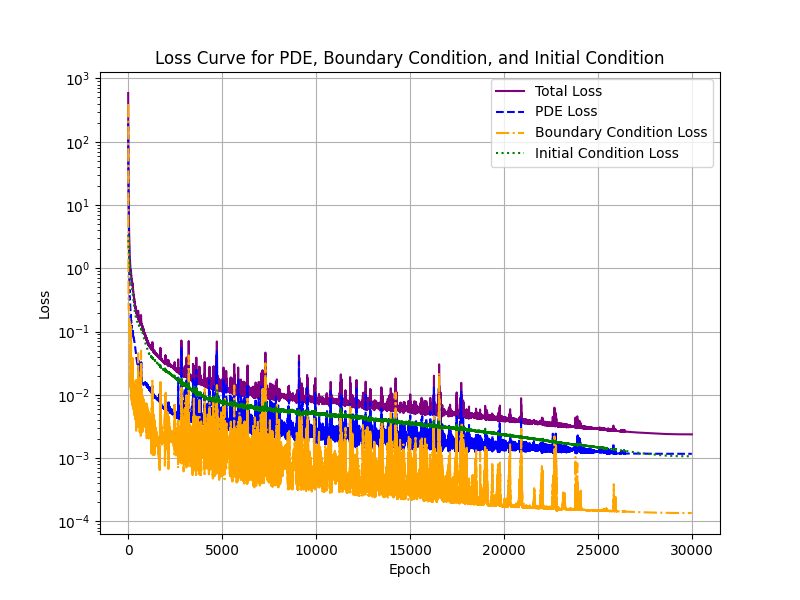 Loss Curve for PDE, Boundary Condition, and Initial Condition
Total Loss
PDE Loss
Boundary Condition Loss
Initial Condition Loss
10³
10²
10¹
10⁰
10⁻¹
10⁻²
10⁻³
10⁻⁴
Loss
0 5000 10000 15000 20000 25000 30000
Epoch